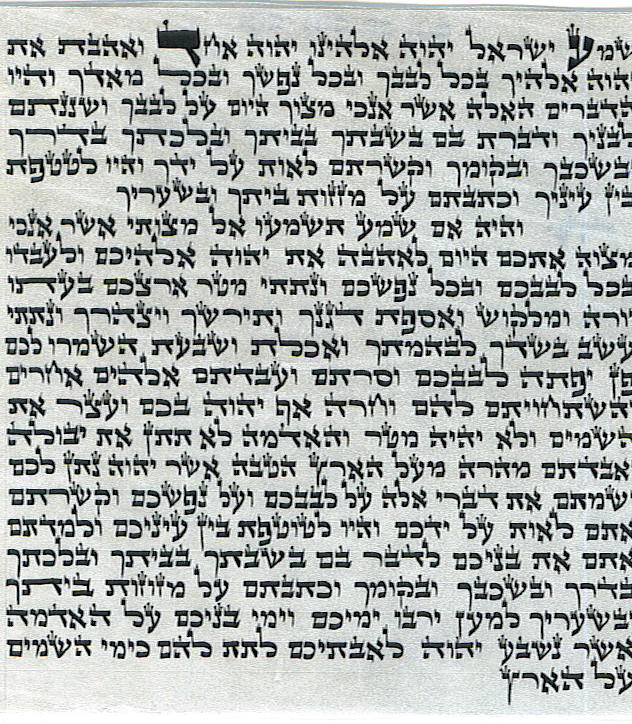 שמע ישראל יהוה אלהינו יהוה אחד ואהבת את
יהוה אלהיך בכל לבבך ובכל נפשך ובכל מאדך והיו
הדברים האלה אשר אנכי מצוך היום על לבבך ושננתם
לבניך ודברת בם בשבתך בביתך ובלכתך בדרך
ובשכבך ובקומך וקשרתם לאות על ידך והיו לטטפת
בין עיניך וכתבתם על מזזות ביתך ובשעריך
והיה אם שמע תשמעו אל מצותי אשר אנכי
מצוה אתכם היום לאהבה את יהוה אלהיכם ולעבדו
בכל לבבכם ובכל נפשכם ונתתי מטר ארצכם בעתו
יורה ומלקוש ואספת דגנך ותירשך ויצהרך ונתתי
עשב בשדך לבהמתך ואכלת ושבעת השמרו לכם
פן יפתה לבבכם וסרתם ועבדתם אלהים אחרים
והשתחויתם להם וחרה אף יהוה בכם ועצר את
השמים ולא יהיה מטר והאדמה לא תתן את יבולה
ואבדתם מהרה מעל הארץ הטבה אשר יהוה נתן לכם
ושמתם את דברי אלה על לבבכם ועל נפשכם וקשרתם
אתם לאות על ידכם והיו לטוטפת בין עיניכם ולמדתם
אתם את בניכם לדבר בם בשבתך בביתך ובלכתך
בדרך ובשכבך ובקומך וכתבתם על מזוזות ביתך
ובשעריך למען ירבו ימיכם וימי בניכם על האדמה
אשר נשבע יהוה לאבתיכם לתת להם כימי השמים
על הארץ